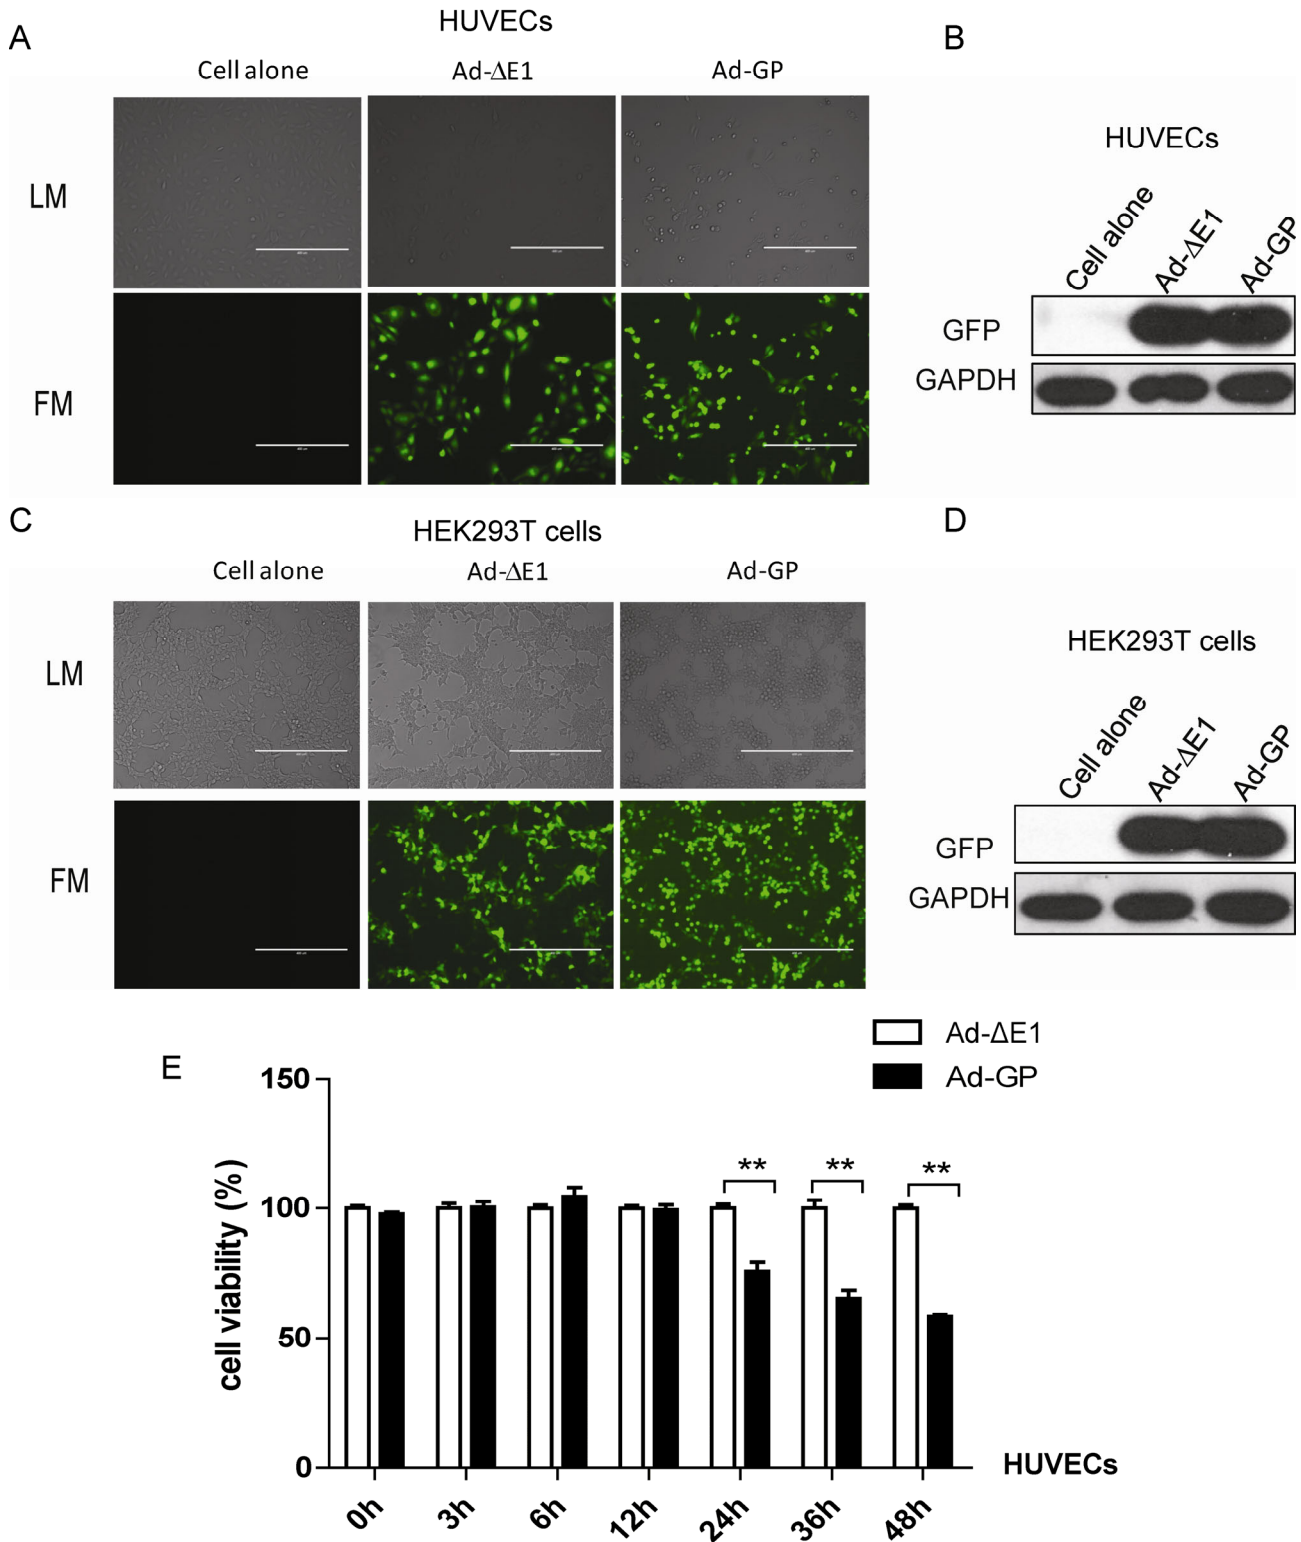 A
HUVECs
Cell alone
Ad-ΔE1
Ad-GP
LM
FM
B
HUVECs
Cell alone
Ad-ΔE1
Ad-GP
GFP
GAPDH
C
HEK293T cells
Cell alone
Ad-ΔE1
Ad-GP
LM
FM
D
HEK293T cells
Cell alone
Ad-ΔE1
Ad-GP
GFP
GAPDH
E
Ad-ΔE1
Ad-GP
cell viability (%)
150
100
50
0
**
**
**
0h
3h
6h
12h
24h
36h
48h
HUVECs